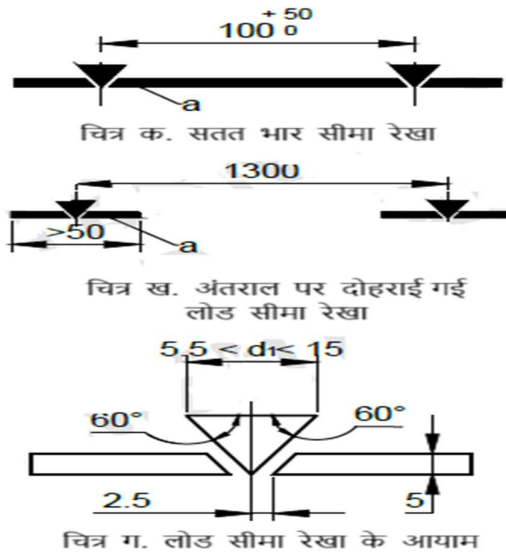 + 50
100 0
a
चित्र क. सतत भार सीमा रेखा
1300
>50
a
चित्र ख. अंतराल पर दोहराई गई
लोड सीमा रेखा
5.5 < d1< 15
60° 60°
2.5 5
चित्र ग. लोड सीमा रेखा के आयाम